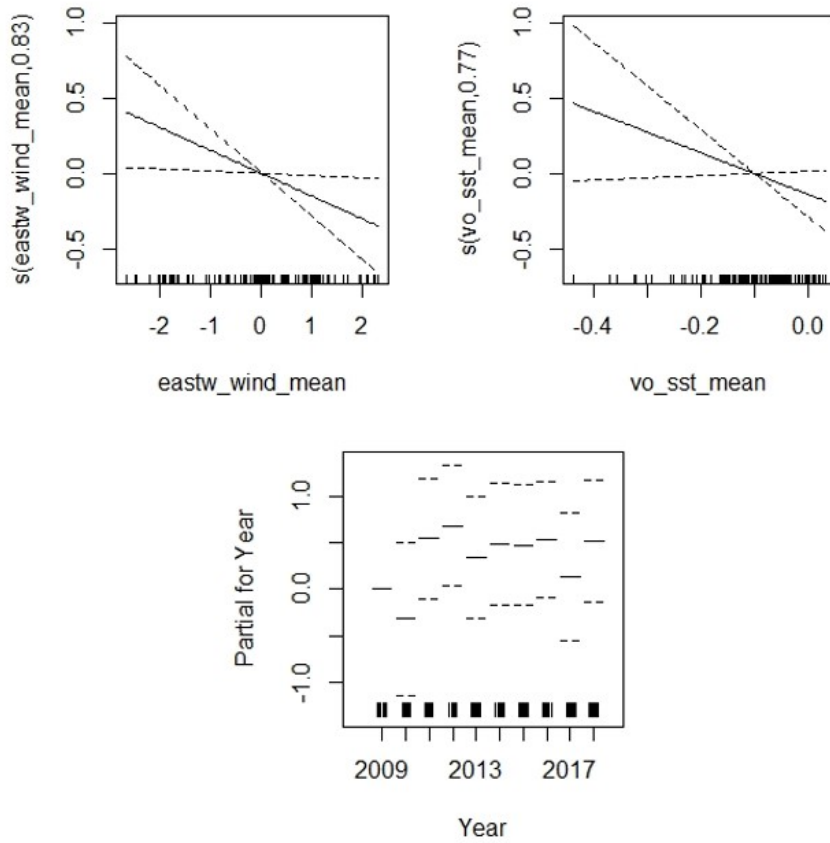 s(eastw_wind_mean,0.83)
1.0
0.5
0.0
-0.5
-2 -1 0 1 2
eastw_wind_mean
s(vo_sst_mean,0.77)
1.0
0.5
0.0
-0.5
-0.4 -0.2 0.0
vo_sst_mean
Partial for Year
1.0
0.0
-1.0
2009 2013 2017
Year